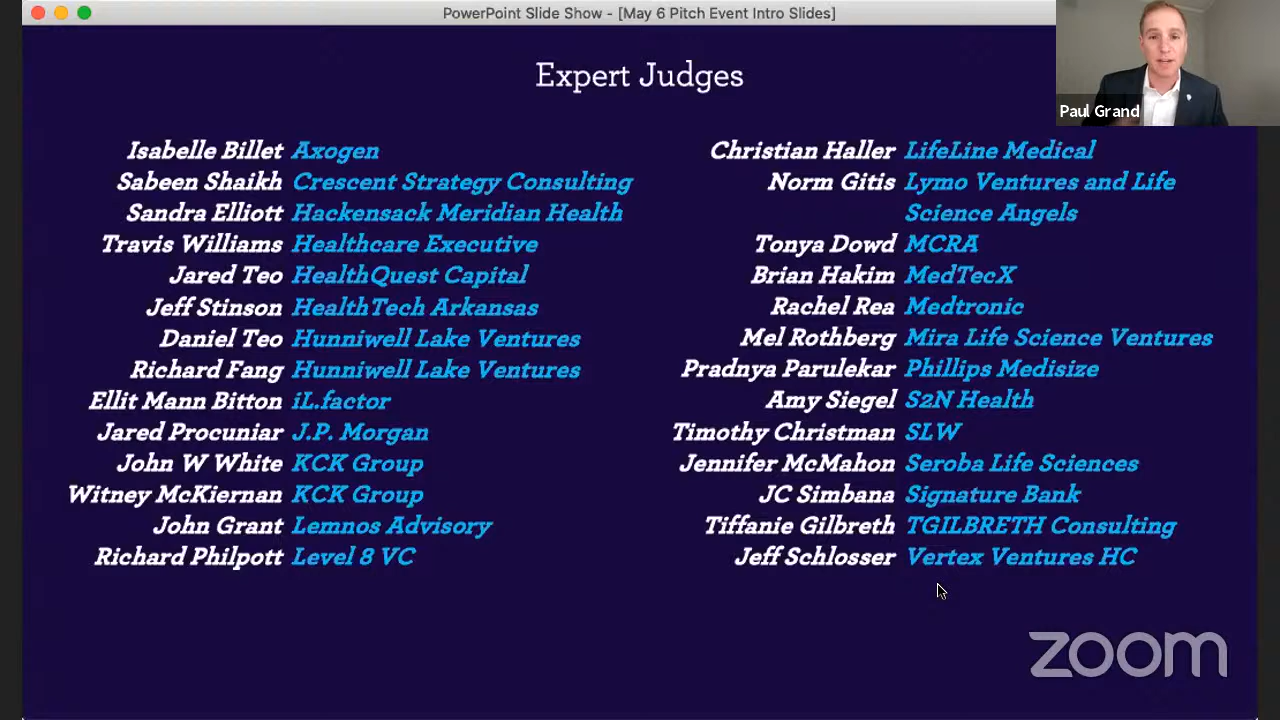 PowerPoint Slide Show - [May 6 Pitch Event Intro Slides]
Expert Judges
Paul Grand
Isabelle Billet Axogen
Sabeen Shaikh Crescent Strategy Consulting
Sandra Elliott Hackensack Meridian Health
Travis Williams Healthcare Executive
Jared Teo HealthQuest Capital
Jeff Stinson HealthTech Arkansas
Daniel Teo Hunniwell Lake Ventures
Richard Fang Hunniwell Lake Ventures
Ellit Mann Bitton iL.factor
Jared Procuniar J.P. Morgan
John W White KCK Group
Witney McKiernan KCK Group
John Grant Lemnos Advisory
Richard Philpott Level 8 VC
Christian Haller LifeLine Medical
Norm Gitis Lymo Ventures and Life
Science Angels
Tonya Dowd MCRA
Brian Hakim MedTecX
Rachel Rea Medtronic
Mel Rothberg Mira Life Science Ventures
Pradnya Parulekar Phillips Medisize
Amy Siegel S2N Health
Timothy Christman SLW
Jennifer McMahon Seroba Life Sciences
JC Simbana Signature Bank
Tiffanie Gilbreth TGILBRETH Consulting
Jeff Schlosser Vertex Ventures HC
zoom